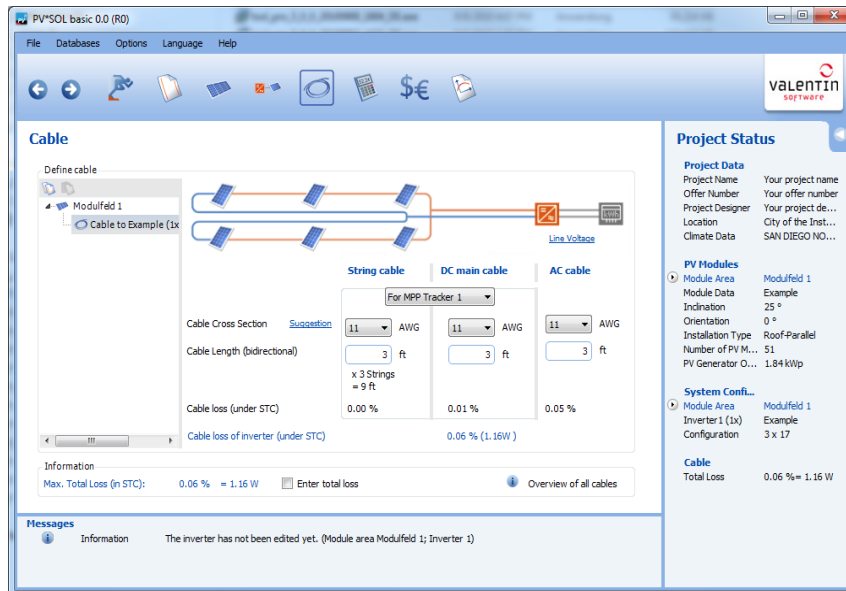 PV*SOL basic 0.0 (R0)
File Databases Options Language Help
$€
VALENTIN
software
Cable
Define cable
Modulfeld 1
Cable to Example (1x
kWh
Line Voltage
String cable DC main cable AC cable
For MPP Tracker 1
Cable Cross Section Suggestion 11 AWG 11 AWG 11 AWG
Cable Length (bidirectional) 3 ft 3 ft 3 ft
x 3 Strings
= 9 ft
Cable loss (under STC) 0.00 % 0.01 % 0.05 %
Cable loss of inverter (under STC) 0.06 % (1.16W )
Information
Max. Total Loss (in STC): 0.06 % = 1.16 W Enter total loss Overview of all cables
Messages
Information The inverter has not been edited yet. (Module area Modulfeld 1; Inverter 1)
Project Status
Project Data
Project Name Your project name
Offer Number Your offer number
Project Designer Your project de...
Location City of the Inst...
Climate Data SAN DIEGO NO...
PV Modules
Module Area Modulfeld 1
Module Data Example
Inclination 25 °
Orientation 0 °
Installation Type Roof-Parallel
Number of PV M... 51
PV Generator O... 1.84 kWp
System Confi...
Module Area Modulfeld 1
Inverter1 (1x) Example
Configuration 3 x 17
Cable
Total Loss 0.06 %= 1.16 W